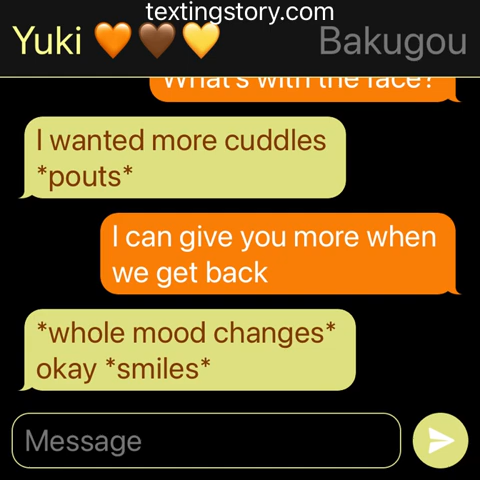 textingstory.com
Yuki 🧡🤎💛 Bakugou
What's with the face?
I wanted more cuddles
*pouts*
I can give you more when
we get back
*whole mood changes*
okay *smiles*
Message